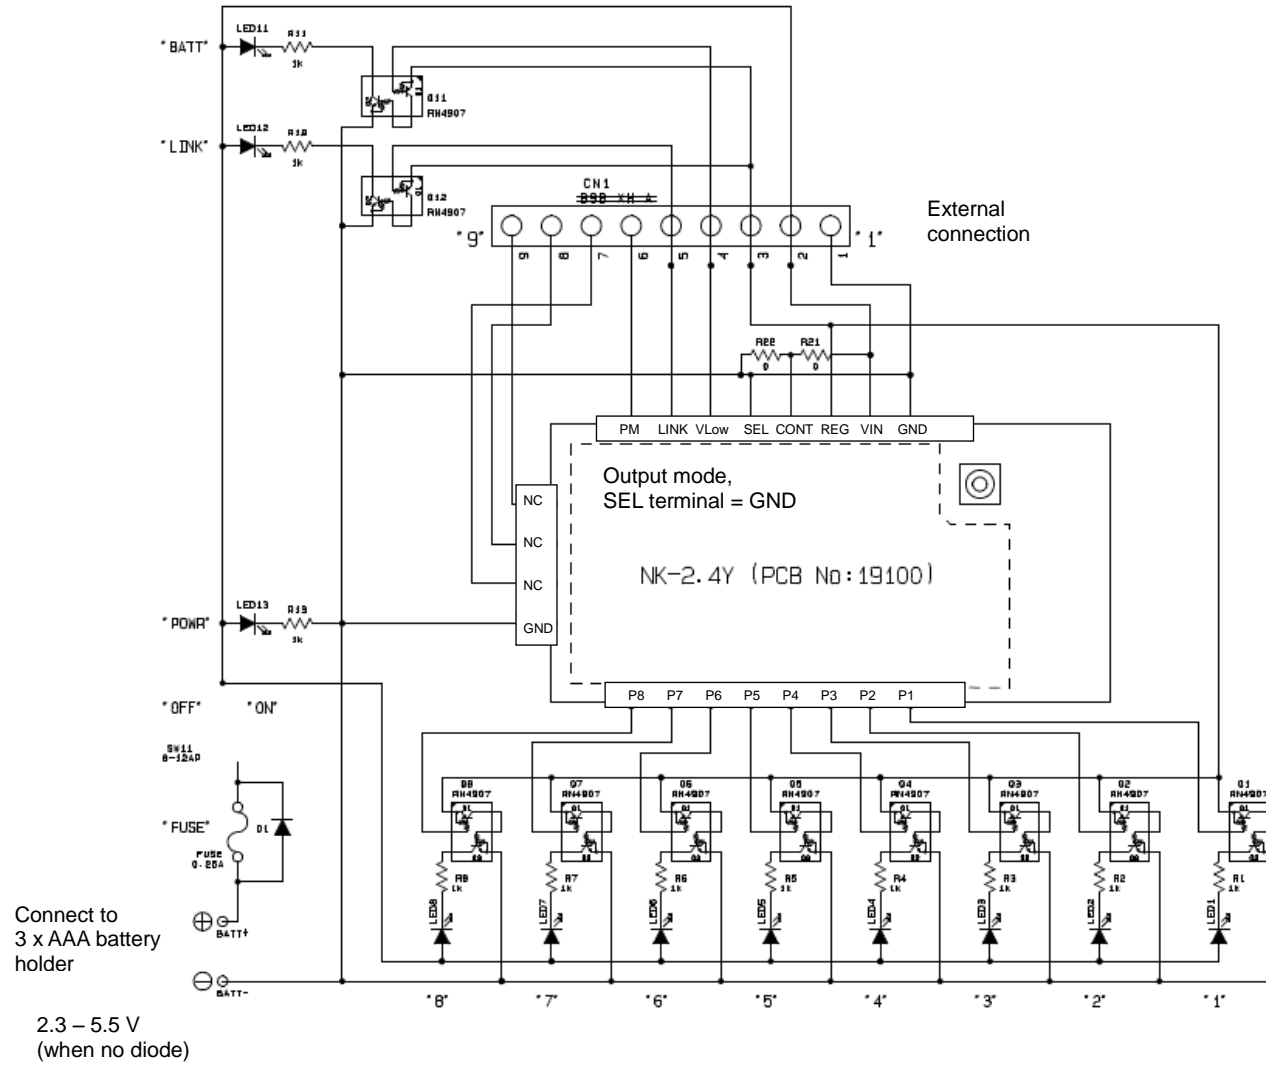 LED11
R11
"BATT"
1k
Q11
RN4907
LED12
R10
"LINK"
1k
Q12
RN4907
CN1
B9B XH A
"9"
"1"
External
connection
9
8
7
6
5
4
3
2
1
R22
R21
0
0
PM
LINK
VLow
SEL
CONT
REG
VIN
GND
Output mode,
SEL terminal = GND
NC
NC
NC
GND
NK-2.4Y (PCB No:19100)
LED13
R13
"POWR"
1k
P8
P7
P6
P5
P4
P3
P2
P1
"OFF"
"ON"
SW11
8-12AP
"FUSE"
D1
FUSE
0.25A
Q8
RN4907
Q7
RN4907
Q6
RN4907
Q5
RN4907
Q4
RN4907
Q3
RN4907
Q2
RN4907
Q1
RN4907
R8
1k
R7
1k
R6
1k
R5
1k
R4
1k
R3
1k
R2
1k
R1
1k
LED8
LED7
LED6
LED5
LED4
LED3
LED2
LED1
Connect to
3 x AAA battery
holder
BATT+
BATT-
"8"
"7"
"6"
"5"
"4"
"3"
"2"
"1"
2.3 – 5.5 V
(when no diode)